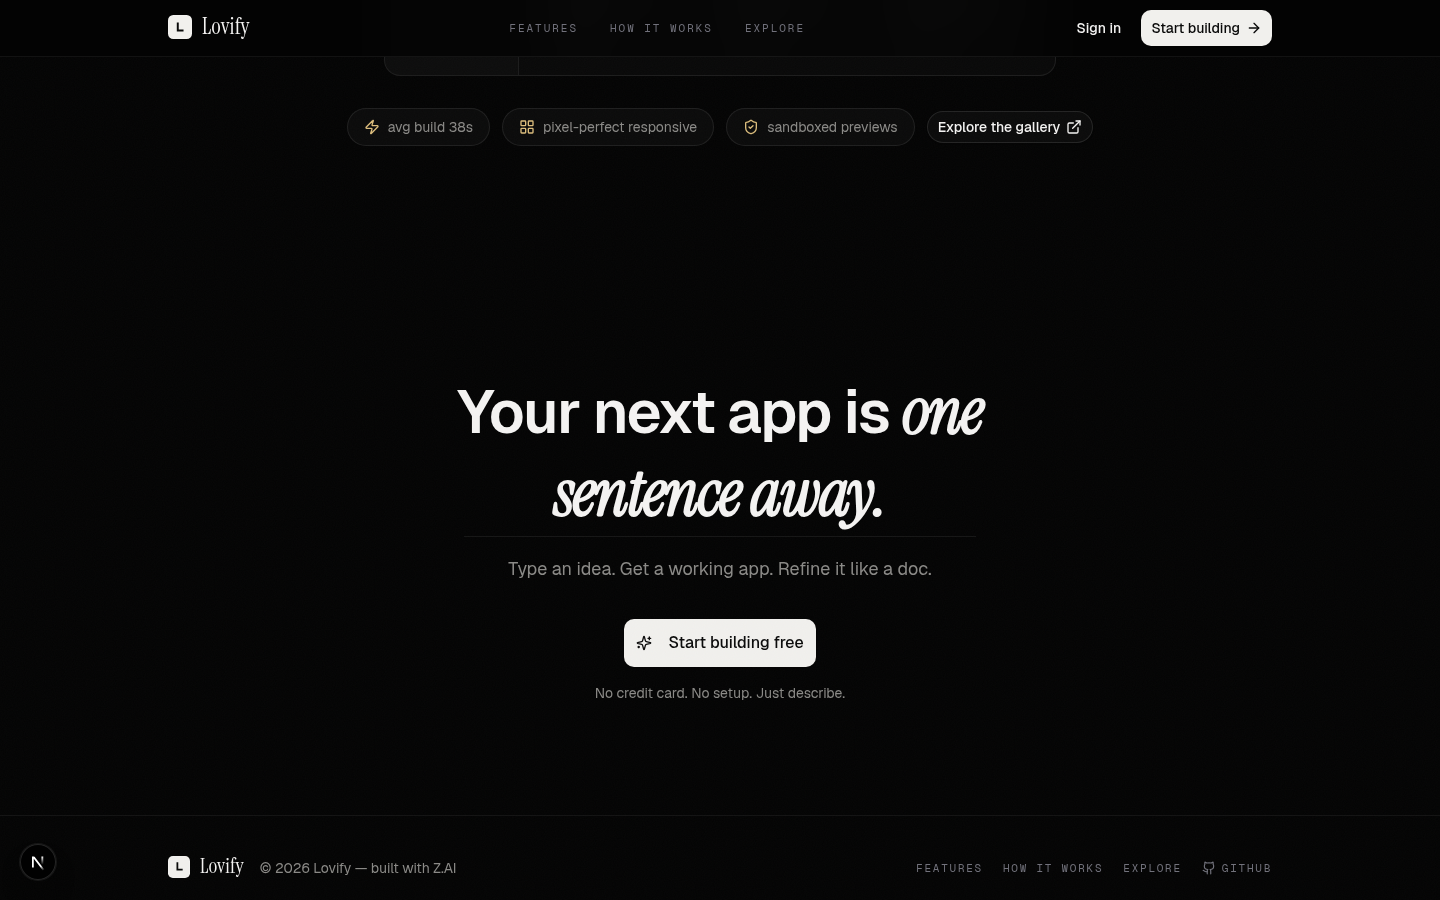 L Lovify
FEATURES HOW IT WORKS EXPLORE
Sign in
Start building
avg build 38s
pixel-perfect responsive
sandboxed previews
Explore the gallery
Your next app is one
sentence away.
Type an idea. Get a working app. Refine it like a doc.
Start building free
No credit card. No setup. Just describe.
N
L Lovify © 2026 Lovify — built with Z.AI
FEATURES HOW IT WORKS EXPLORE GITHUB